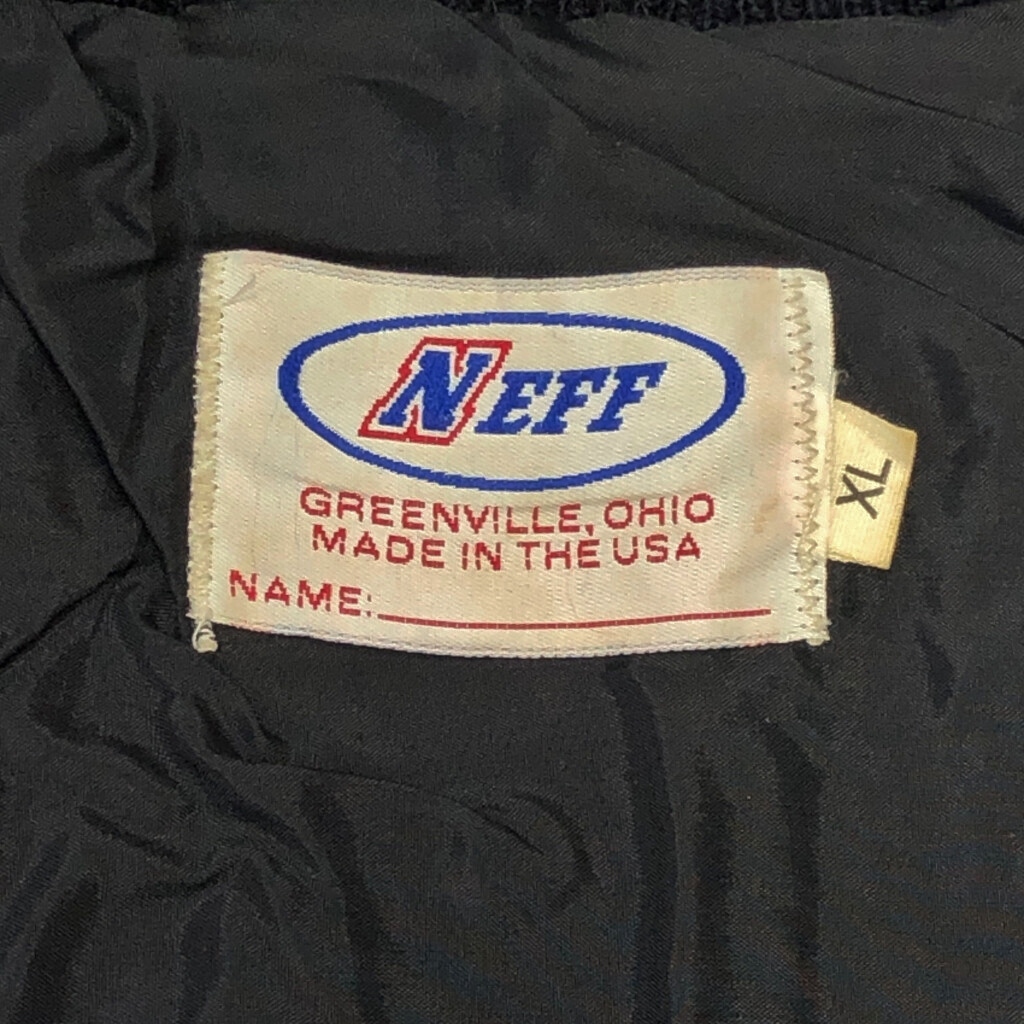 NEFF
GREENVILLE, OHIO
MADE IN THE USA
NAME:
XL